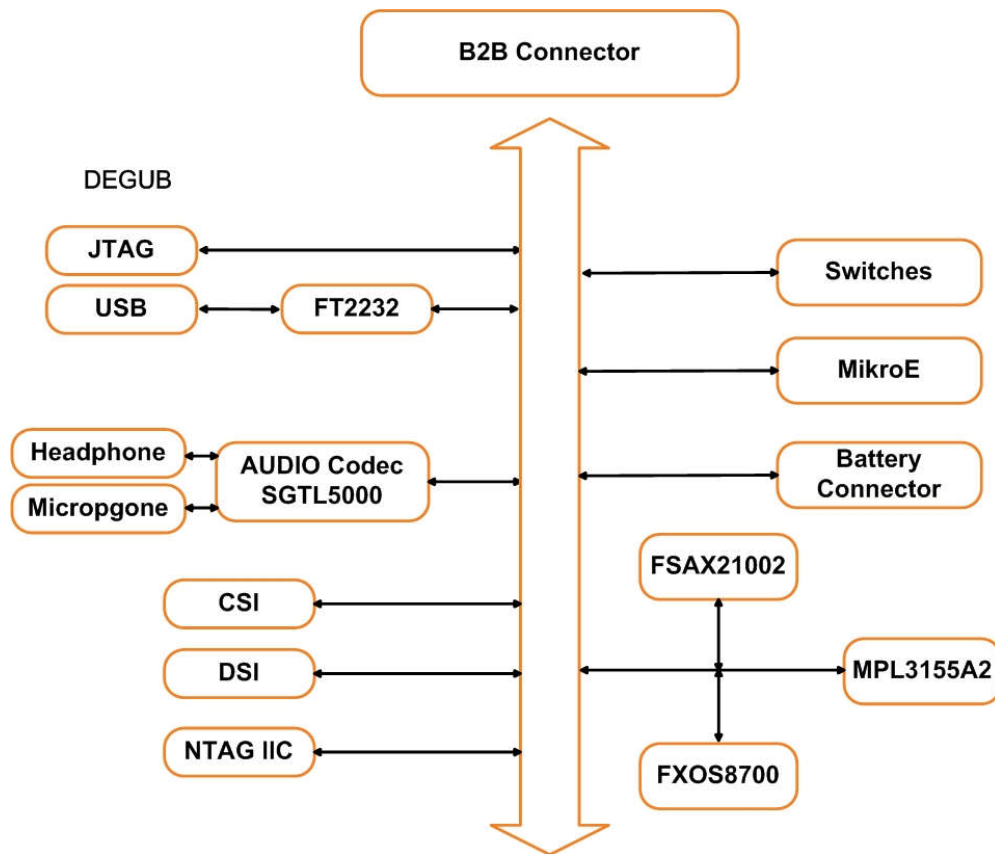 B2B Connector
DEGUB
JTAG
USB
FT2232
Headphone
Micropgone
AUDIO Codec
SGTL5000
CSI
DSI
NTAG IIC
Switches
MikroE
Battery
Connector
FSAX21002
MPL3155A2
FXOS8700